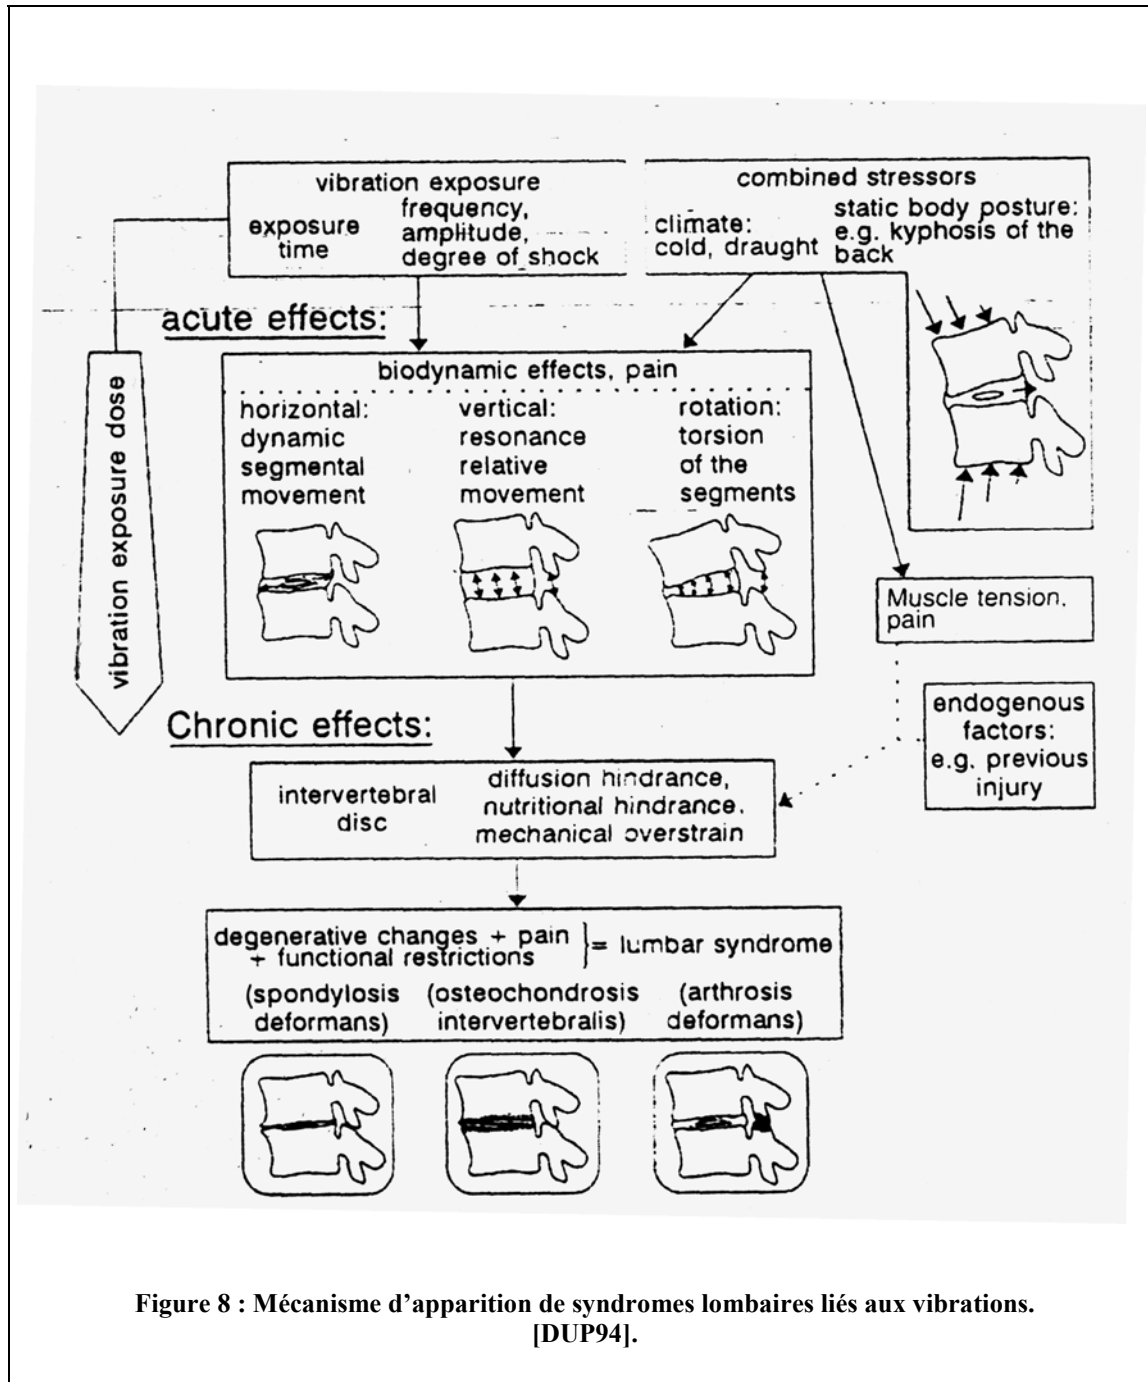 vibration exposure
exposure
time
frequency,
amplitude,
degree of shock
combined stressors
climate:
cold, draught
static body posture:
e.g. kyphosis of the
back
acute effects:
vibration exposure dose
biodynamic effects, pain
horizontal:
dynamic
segmental
movement
vertical:
resonance
relative
movement
rotation:
torsion
of the
segments
Muscle tension,
pain
endogenous
factors:
e.g. previous
injury
Chronic effects:
intervertebral
disc
diffusion hindrance,
nutritional hindrance,
mechanical overstrain
degenerative changes + pain
+ functional restrictions
} = lumbar syndrome
(spondylosis
deformans)
(osteochondrosis
intervertebralis)
(arthrosis
deformans)
Figure 8 : Mécanisme d’apparition de syndromes lombaires liés aux vibrations.
[DUP94].